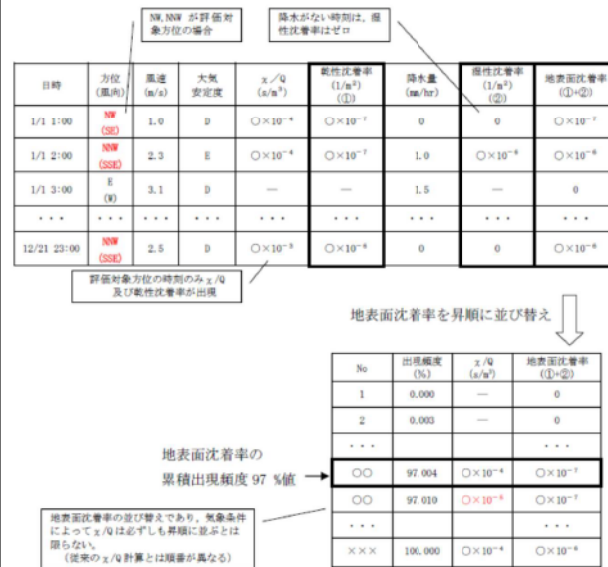 NW,NNW が評価対
象方位の場合
降水がない時刻は、湿
性沈着率はゼロ
日時 方位(風向) 風速(m/s) 大気安定度 χ/Q(s/m³) 乾性沈着率(1/m²)(①) 降水量(mm/hr) 湿性沈着率(1/m²)(②) 地表面沈着率(①+②)
1/1 1:00 NW(SE) 1.0 D ○×10⁻⁴ ○×10⁻⁷ 0 0 ○×10⁻⁷
1/1 2:00 NNW(SSE) 2.3 E ○×10⁻⁴ ○×10⁻⁷ 1.0 ○×10⁻⁶ ○×10⁻⁶
1/1 3:00 E(W) 3.1 D — — 1.5 — 0
・・・ ・・・ ・・・ ・・・ ・・・ ・・・ ・・・ ・・・ ・・・
12/21 23:00 NNW(SSE) 2.5 D ○×10⁻⁵ ○×10⁻⁶ 0 0 ○×10⁻⁶
評価対象方位の時刻のみχ/Q
及び乾性沈着率が出現
地表面沈着率を昇順に並び替え
No 出現頻度(%) χ/Q(s/m³) 地表面沈着率(①+②)
1 0.000 — 0
2 0.003 — 0
・・・ ・・・
○○ 97.004 ○×10⁻⁴ ○×10⁻⁷
○○ 97.010 ○×10⁻⁵ ○×10⁻⁷
・・・ ・・・
××× 100.000 ○×10⁻⁴ ○×10⁻⁶
地表面沈着率の
累積出現頻度 97 %値
地表面沈着率の並び替えであり、気象条件
によってχ/Qは必ずしも昇順に並ぶとは
限らない。
(従来のχ/Q計算とは順番が異なる)